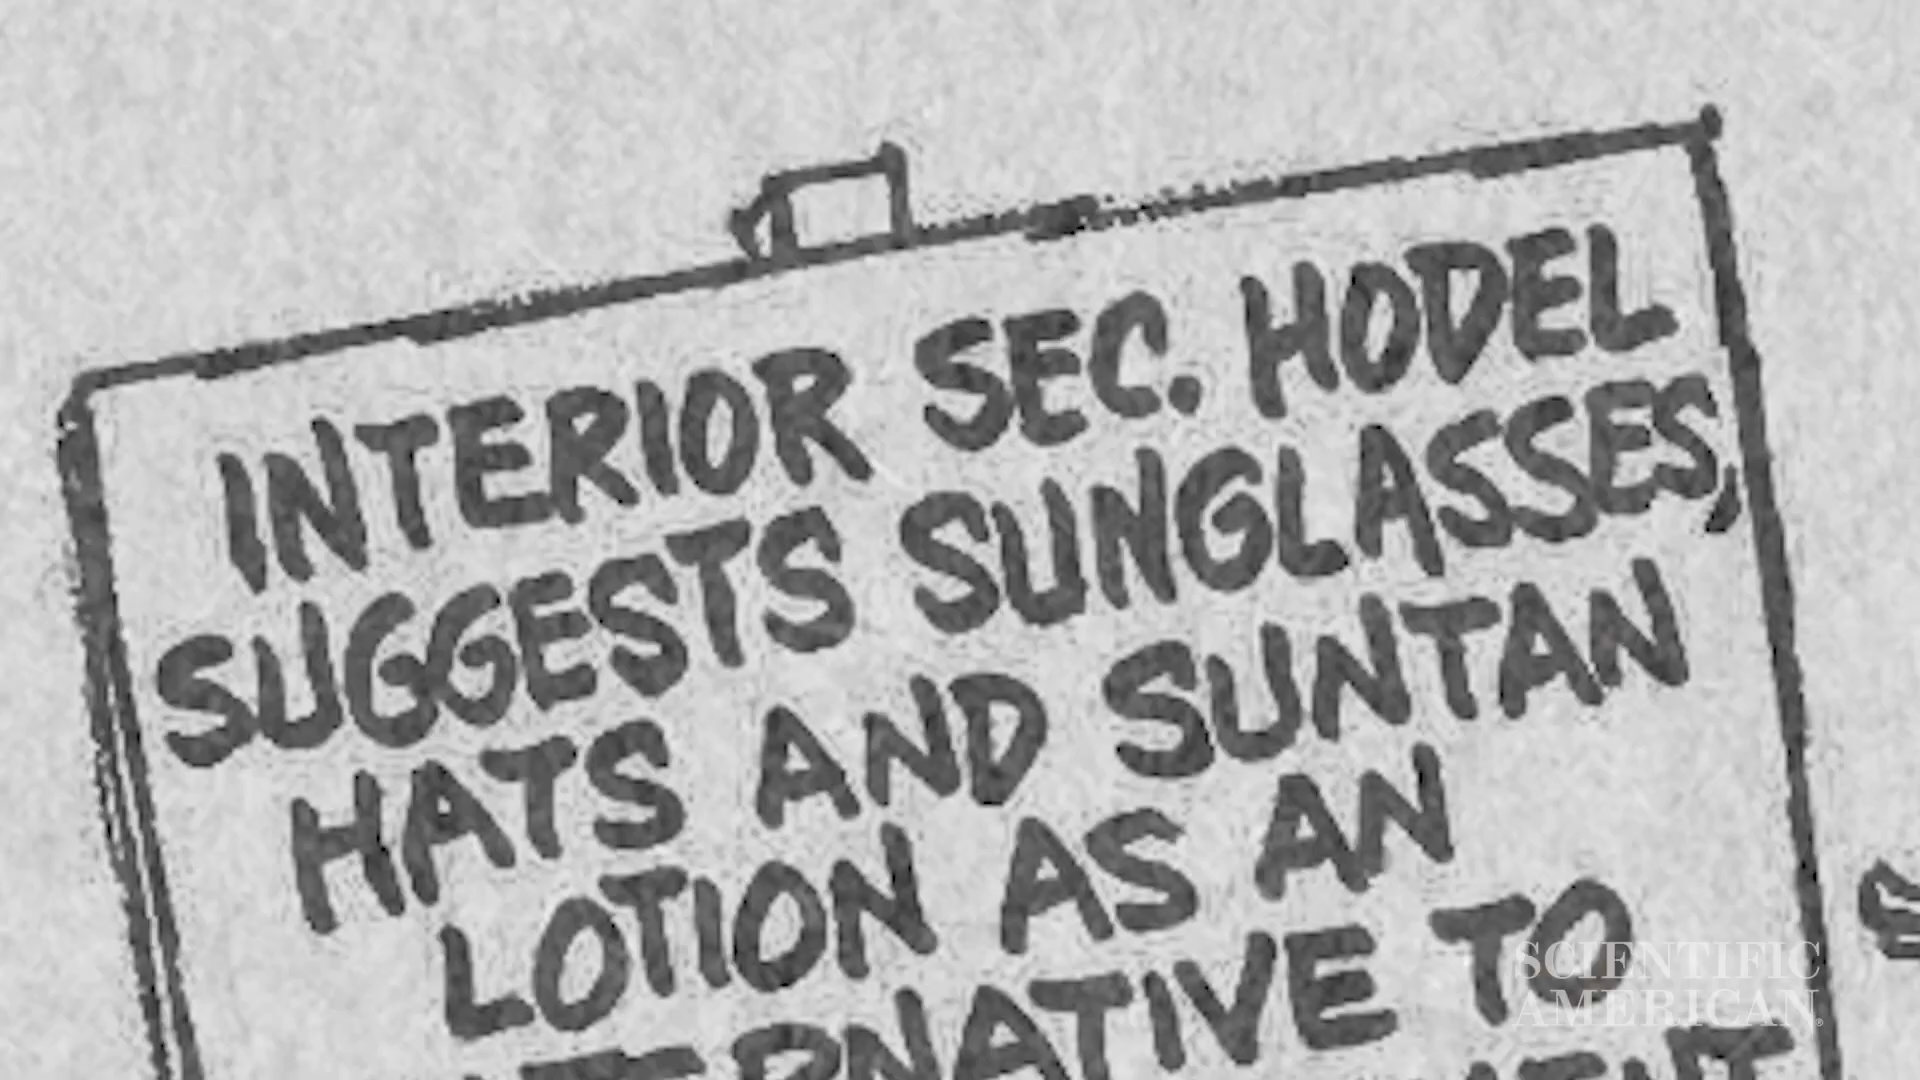 INTERIOR SEC. HODEL
SUGGESTS SUNGLASSES,
HATS AND SUNTAN
LOTION AS AN
TO
SCIENTIFIC
AMERICAN